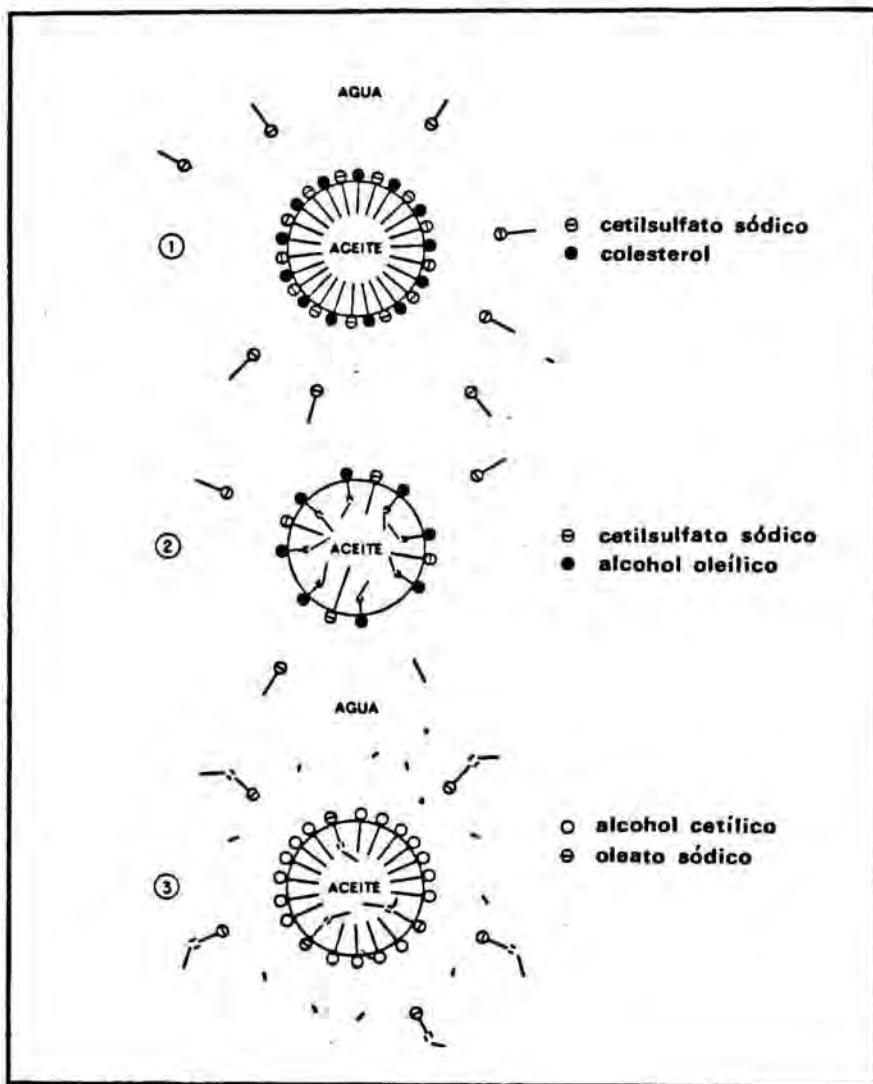 AGUA
① ACEITE
⊖ cetilsulfato sódico
● colesterol
② ACEITE
⊖ cetilsulfato sódico
● alcohol oleílico
AGUA
③ ACEITE
○ alcohol cetílico
⊖ oleato sódico